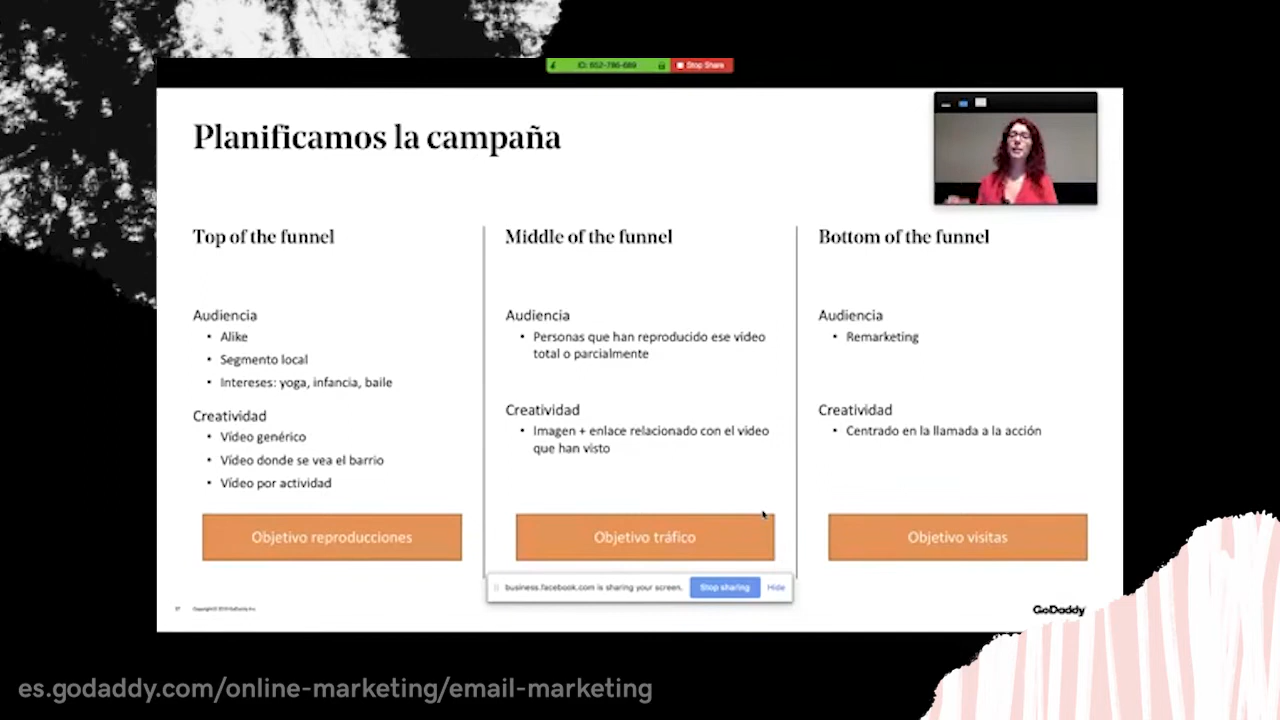 ID: 652-786-669
Stop Share
Planificamos la campaña
Top of the funnel
Audiencia
• Alike
• Segmento local
• Intereses: yoga, infancia, baile
Creatividad
• Vídeo genérico
• Vídeo donde se vea el barrio
• Vídeo por actividad
Objetivo reproducciones
Middle of the funnel
Audiencia
• Personas que han reproducido ese vídeo
total o parcialmente
Creatividad
• Imagen + enlace relacionado con el vídeo
que han visto
Objetivo tráfico
Bottom of the funnel
Audiencia
• Remarketing
Creatividad
• Centrado en la llamada a la acción
Objetivo visitas
business.facebook.com is sharing your screen.
Stop sharing
Hide
GoDaddy
es.godaddy.com/online-marketing/email-marketing